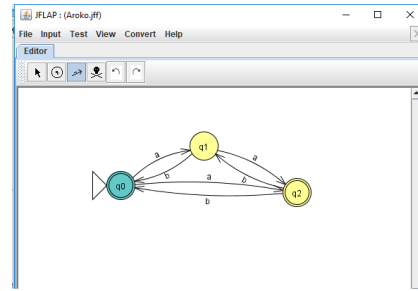 JFLAP : (Aroko.jff)
File Input Test View Convert Help
Editor
a
q1
a
b
b
q0
a
q2
b